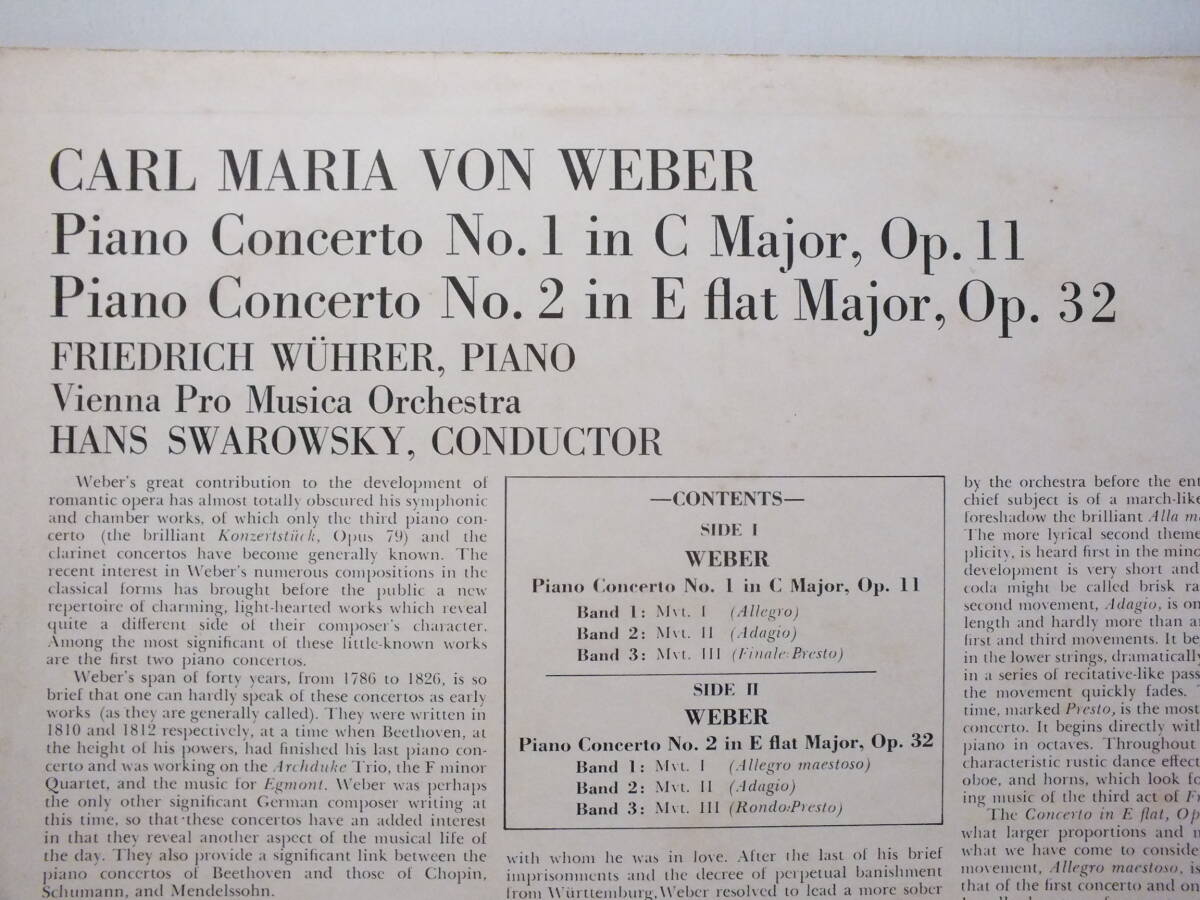 CARL MARIA VON WEBER
Piano Concerto No. 1 in C Major, Op. 11
Piano Concerto No. 2 in E flat Major, Op. 32
FRIEDRICH WÜHRER, PIANO
Vienna Pro Musica Orchestra
HANS SWAROWSKY, CONDUCTOR
Weber's great contribution to the development of
romantic opera has almost totally obscured his symphonic
and chamber works, of which only the third piano con-
certo (the brilliant Konzertstück, Opus 79) and the
clarinet concertos have become generally known. The
recent interest in Weber's numerous compositions in the
classical forms has brought before the public a new
repertoire of charming, light-hearted works which reveal
quite a different side of their composer's character.
Among the most significant of these little-known works
are the first two piano concertos.
Weber's span of forty years, from 1786 to 1826, is so
brief that one can hardly speak of these concertos as early
works (as they are generally called). They were written in
1810 and 1812 respectively, at a time when Beethoven, at
the height of his powers, had finished his last piano con-
certo and was working on the Archduke Trio, the F minor
Quartet, and the music for Egmont. Weber was perhaps
the only other significant German composer writing at
this time, so that these concertos have an added interest
in that they reveal another aspect of the musical life of
the day. They also provide a significant link between the
piano concertos of Beethoven and those of Chopin,
Schumann, and Mendelssohn.
—CONTENTS—
SIDE I
WEBER
Piano Concerto No. 1 in C Major, Op. 11
Band 1: Mvt. I (Allegro)
Band 2: Mvt. II (Adagio)
Band 3: Mvt. III (Finale:Presto)
SIDE II
WEBER
Piano Concerto No. 2 in E flat Major, Op. 32
Band 1: Mvt. I (Allegro maestoso)
Band 2: Mvt. II (Adagio)
Band 3: Mvt. III (Rondo:Presto)
with whom he was in love. After the last of his brief
imprisonments and the decree of perpetual banishment
from Württemburg, Weber resolved to lead a more sober
by the orchestra before the ent
chief subject is of a march-like
foreshadow the brilliant Alla m
The more lyrical second theme
plicity, is heard first in the mino
development is very short and
coda might be called brisk ra
second movement, Adagio, is on
length and hardly more than a
first and third movements. It be
in the lower strings, dramatically
in a series of recitative-like pass
the movement quickly fades.
time, marked Presto, is the most
concerto. It begins directly with
piano in octaves. Throughout
characteristic rustic dance effect
oboe, and horns, which look fo
ing music of the third act of Fr
The Concerto in E flat, Op
what larger proportions and
what we have come to conside
movement, Allegro maestoso, is
that of the first concerto and on